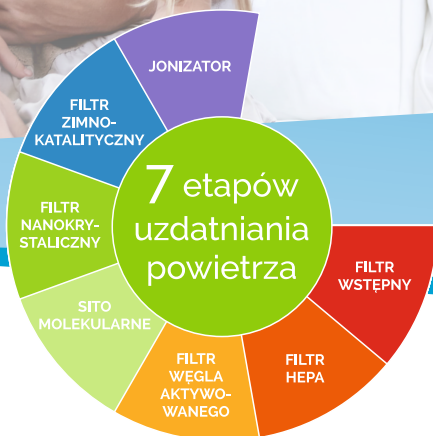 JONIZATOR
FILTR
ZIMNO-
KATALITYCZNY
FILTR
NANOKRY-
STALICZNY
SITO
MOLEKULARNE
FILTR
WĘGLA
AKTYWO-
WANEGO
FILTR
HEPA
FILTR
WSTĘPNY
7 etapów
uzdatniania
powietrza